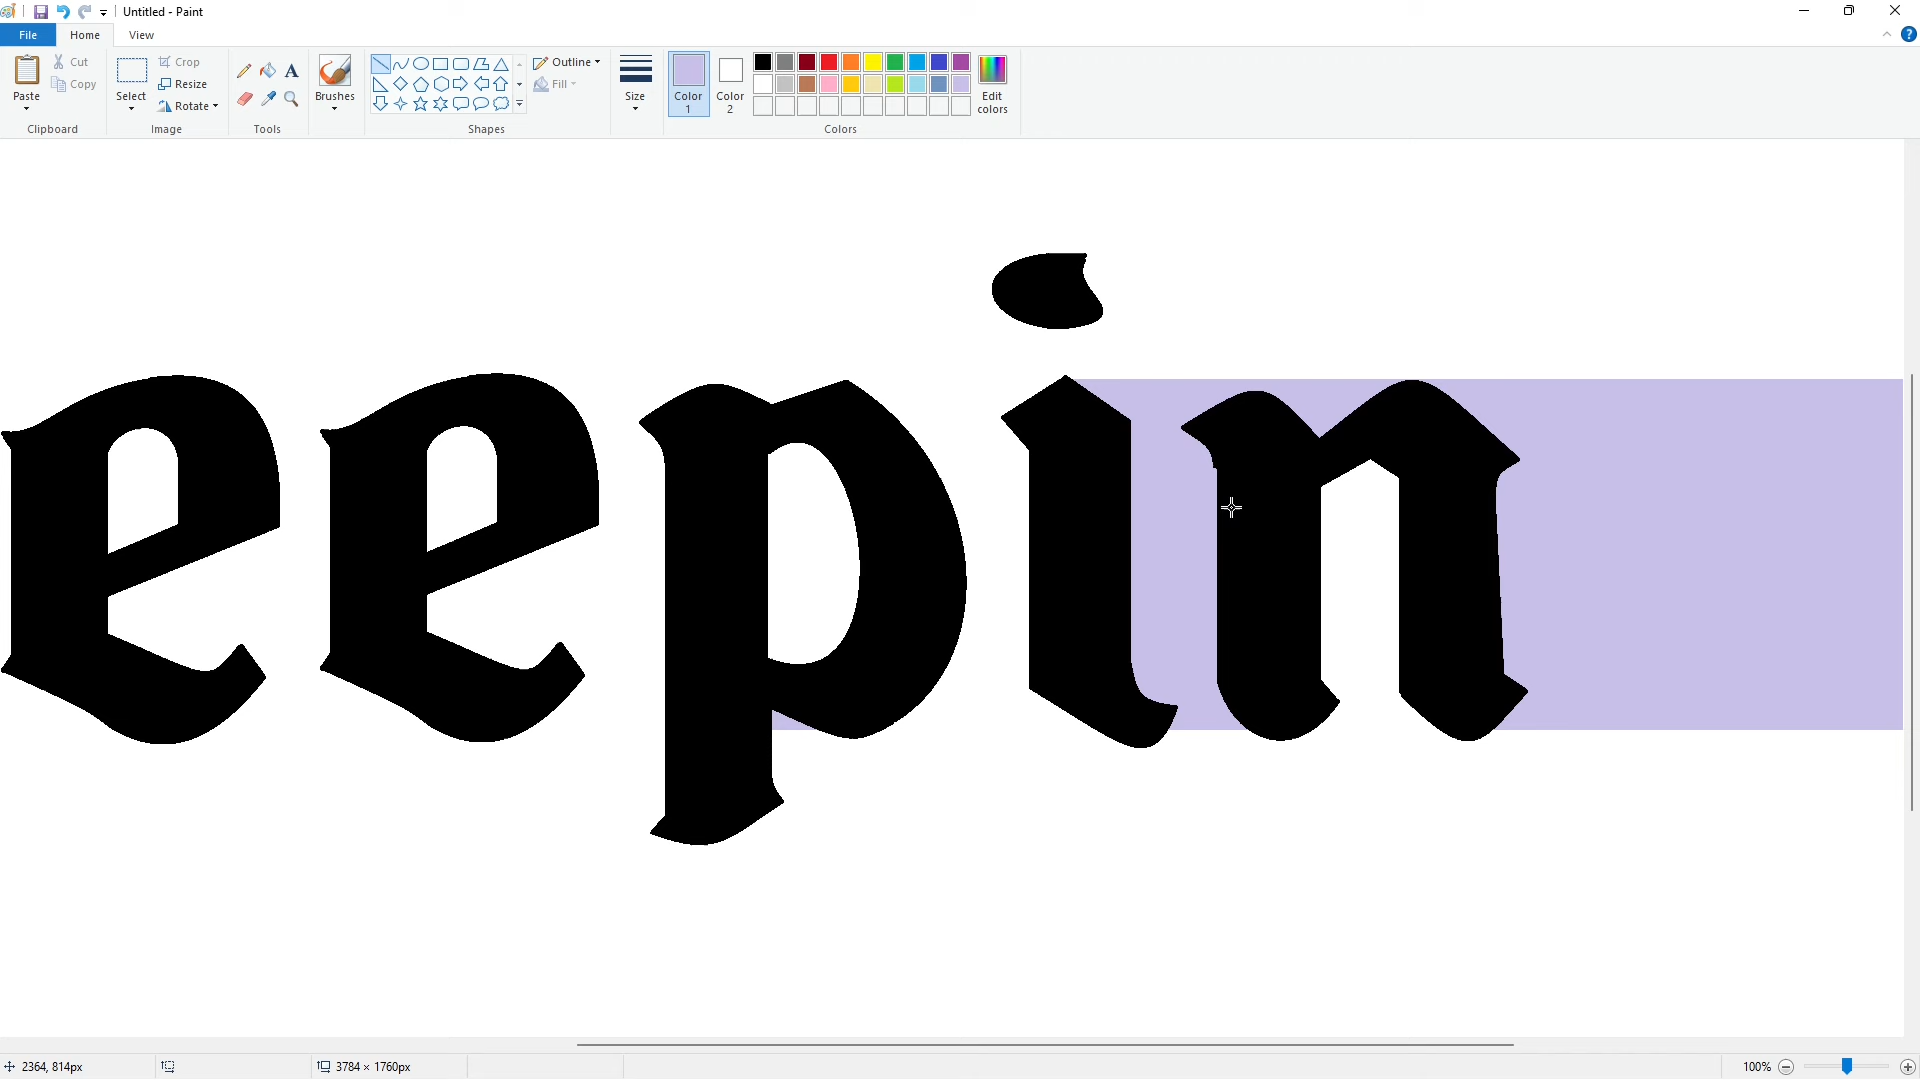 Untitled - Paint
File Home View
Paste Cut Copy Clipboard
Select Crop Resize Rotate Image
Tools
Brushes
Shapes
Outline Fill
Size
Color 1 Color 2 Edit colors
Colors
eepin
2364, 814px 3784 × 1760px 100%